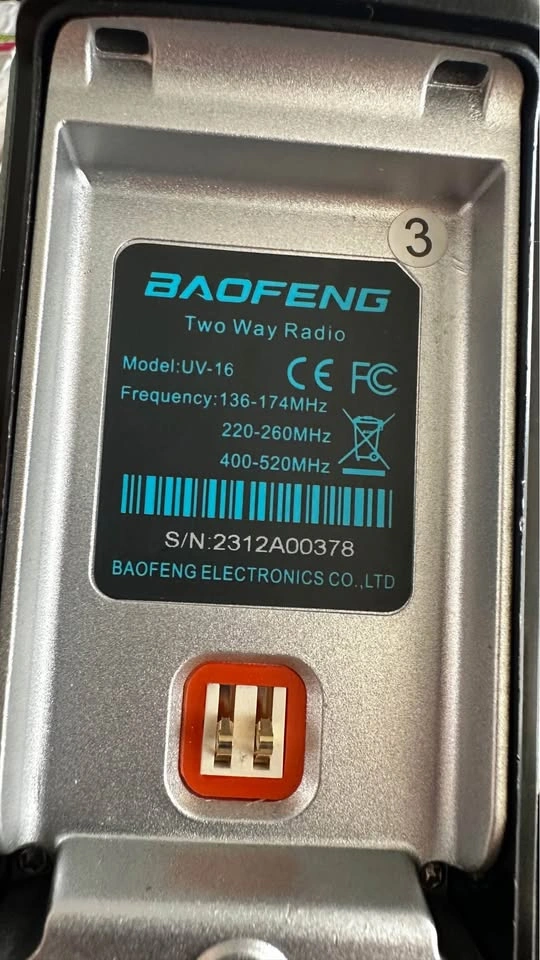 3
BAOFENG
Two Way Radio
Model:UV-16
CE FC
Frequency:136-174MHz
220-260MHz
400-520MHz
S/N:2312A00378
BAOFENG ELECTRONICS CO.,LTD